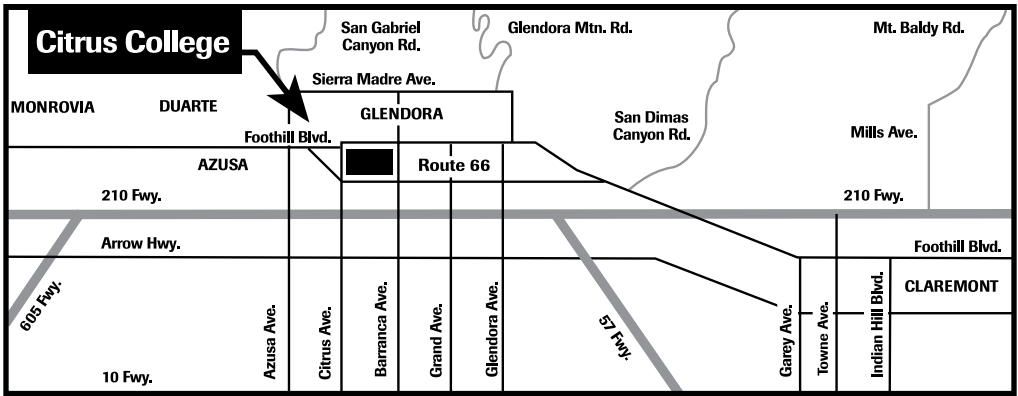 Citrus College
San Gabriel
Canyon Rd.
Glendora Mtn. Rd.
Mt. Baldy Rd.
Sierra Madre Ave.
MONROVIA
DUARTE
GLENDORA
San Dimas
Canyon Rd.
Mills Ave.
Foothill Blvd.
AZUSA
Route 66
210 Fwy.
210 Fwy.
Arrow Hwy.
Foothill Blvd.
CLAREMONT
605 Fwy.
Azusa Ave.
Citrus Ave.
Barranca Ave.
Grand Ave.
Glendora Ave.
57 Fwy.
Garey Ave.
Towne Ave.
Indian Hill Blvd.
10 Fwy.